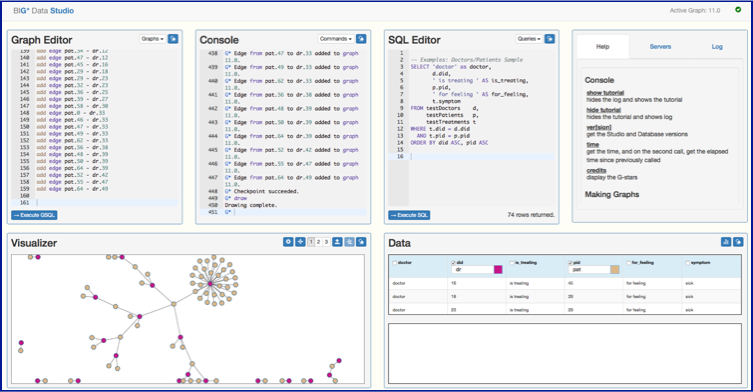 BIG* Data Studio
Active Graph: 11.0
Graph Editor
Graphs
139 add edge pat.34 - dr.12
140 add edge pat.47 - dr.12
141 add edge pat.44 - dr.16
142 add edge pat.29 - dr.18
143 add edge pat.29 - dr.23
144 add edge pat.32 - dr.23
145 add edge pat.36 - dr.25
146 add edge pat.39 - dr.27
147 add edge pat.58 - dr.30
148 add edge pat.0 - dr.33
149 add edge pat.46 - dr.33
150 add edge pat.47 - dr.33
151 add edge pat.49 - dr.33
152 add edge pat.62 - dr.33
153 add edge pat.56 - dr.38
154 add edge pat.48 - dr.39
155 add edge pat.50 - dr.39
156 add edge pat.64 - dr.39
157 add edge pat.52 - dr.42
158 add edge pat.55 - dr.47
159 add edge pat.64 - dr.49
160
161
Execute GSQL
Console
Commands
438 G* Edge from pat.47 to dr.33 added to graph
11.0.
439 G* Edge from pat.49 to dr.33 added to graph
11.0.
440 G* Edge from pat.62 to dr.33 added to graph
11.0.
441 G* Edge from pat.56 to dr.38 added to graph
11.0.
442 G* Edge from pat.48 to dr.39 added to graph
11.0.
443 G* Edge from pat.50 to dr.39 added to graph
11.0.
444 G* Edge from pat.64 to dr.39 added to graph
11.0.
445 G* Edge from pat.52 to dr.42 added to graph
11.0.
446 G* Edge from pat.55 to dr.47 added to graph
11.0.
447 G* Edge from pat.64 to dr.49 added to graph
11.0.
448 G* Checkpoint succeeded.
449 G* draw
450 Drawing complete.
451 G*
SQL Editor
Queries
1
2 -- Examples: Doctors/Patients Sample
3 SELECT "doctor" as doctor,
4 d.did,
5 ' is treating ' AS is_treating,
6 p.pid,
7 ' for feeling ' AS for_feeling,
8 t.symptom
9 FROM testDoctors d,
10 testPatients p,
11 testTreatments t
12 WHERE t.did = d.did
13 AND t.pid = p.pid
14 ORDER BY did ASC, pid ASC
15
16
Execute SQL
74 rows returned.
Help
Servers
Log
Console
show tutorial
hides the log and shows the tutorial
hide tutorial
hides the tutorial and shows log
ver[sion]
get the Studio and Database versions
time
get the time, and on the second call, get the elapsed
time since previously called
credits
display the G-stars
Making Graphs
Visualizer
1 2 3
Data
doctor did is_treating pid for_feeling symptom
dr pat
doctor 16 is treating 45 for feeling sick
doctor 18 is treating 29 for feeling sick
doctor 23 is treating 29 for feeling sick